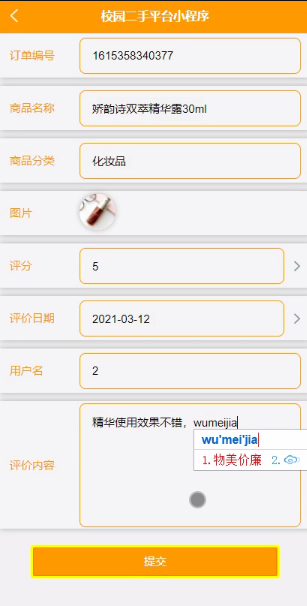 校园二手平台小程序
订单编号 1615358340377
商品名称 娇韵诗双萃精华露30ml
商品分类 化妆品
图片
评分 5
评价日期 2021-03-12
用户名 2
评价内容 精华使用效果不错，wumeijia
wu'mei'jia
1.物美价廉 2.
提交